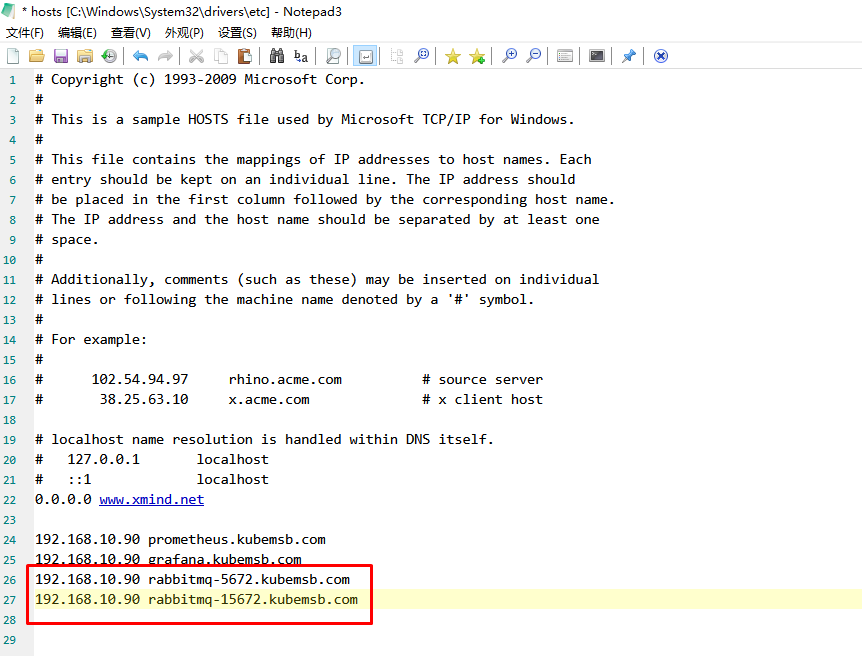 * hosts [C:\Windows\System32\drivers\etc] - Notepad3
文件(F) 编辑(E) 查看(V) 外观(P) 设置(S) 帮助(H)
1 # Copyright (c) 1993-2009 Microsoft Corp.
2 #
3 # This is a sample HOSTS file used by Microsoft TCP/IP for Windows.
4 #
5 # This file contains the mappings of IP addresses to host names. Each
6 # entry should be kept on an individual line. The IP address should
7 # be placed in the first column followed by the corresponding host name.
8 # The IP address and the host name should be separated by at least one
9 # space.
10 #
11 # Additionally, comments (such as these) may be inserted on individual
12 # lines or following the machine name denoted by a '#' symbol.
13 #
14 # For example:
15 #
16 # 102.54.94.97 rhino.acme.com # source server
17 # 38.25.63.10 x.acme.com # x client host
18
19 # localhost name resolution is handled within DNS itself.
20 # 127.0.0.1 localhost
21 # ::1 localhost
22 0.0.0.0 www.xmind.net
23
24 192.168.10.90 prometheus.kubemsb.com
25 192.168.10.90 grafana.kubemsb.com
26 192.168.10.90 rabbitmq-5672.kubemsb.com
27 192.168.10.90 rabbitmq-15672.kubemsb.com
28
29